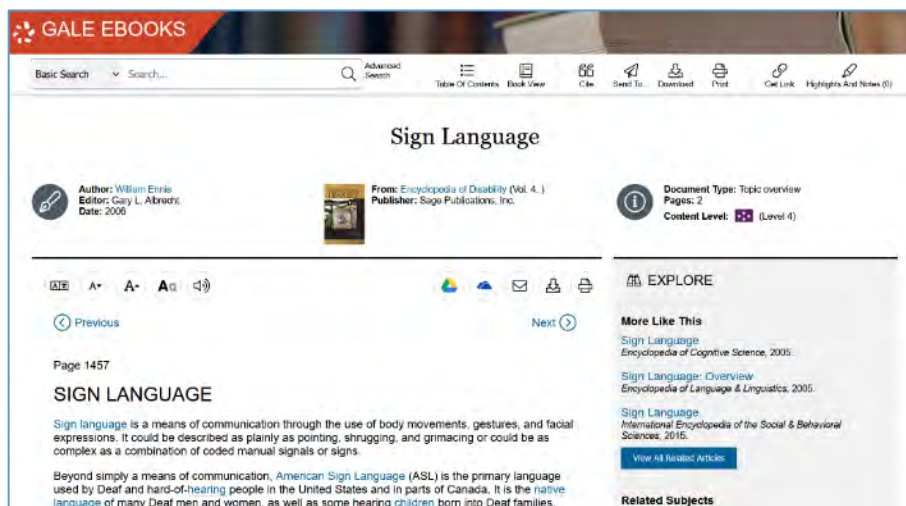 GALE EBOOKS
Basic Search
Search...
Advanced
Search
Table Of Contents
Book View
Cite
Send To...
Download
Print
Get Link
Highlights And Notes (0)
Sign Language
Author: William Ennis
Editor: Gary L. Albrecht
Date: 2006
From: Encyclopedia of Disability (Vol. 4. )
Publisher: Sage Publications, Inc.
Document Type: Topic overview
Pages: 2
Content Level: (Level 4)
A A A Aa
Previous
Next
Page 1457
SIGN LANGUAGE
Sign language is a means of communication through the use of body movements, gestures, and facial
expressions. It could be described as plainly as pointing, shrugging, and grimacing or could be as
complex as a combination of coded manual signals or signs.
Beyond simply a means of communication, American Sign Language (ASL) is the primary language
used by Deaf and hard-of-hearing people in the United States and in parts of Canada. It is the native
language of many Deaf men and women, as well as some hearing children born into Deaf families.
EXPLORE
More Like This
Sign Language
Encyclopedia of Cognitive Science, 2005.
Sign Language: Overview
Encyclopedia of Language & Linguistics, 2005.
Sign Language
International Encyclopedia of the Social & Behavioral
Sciences, 2015.
View All Related Articles
Related Subjects